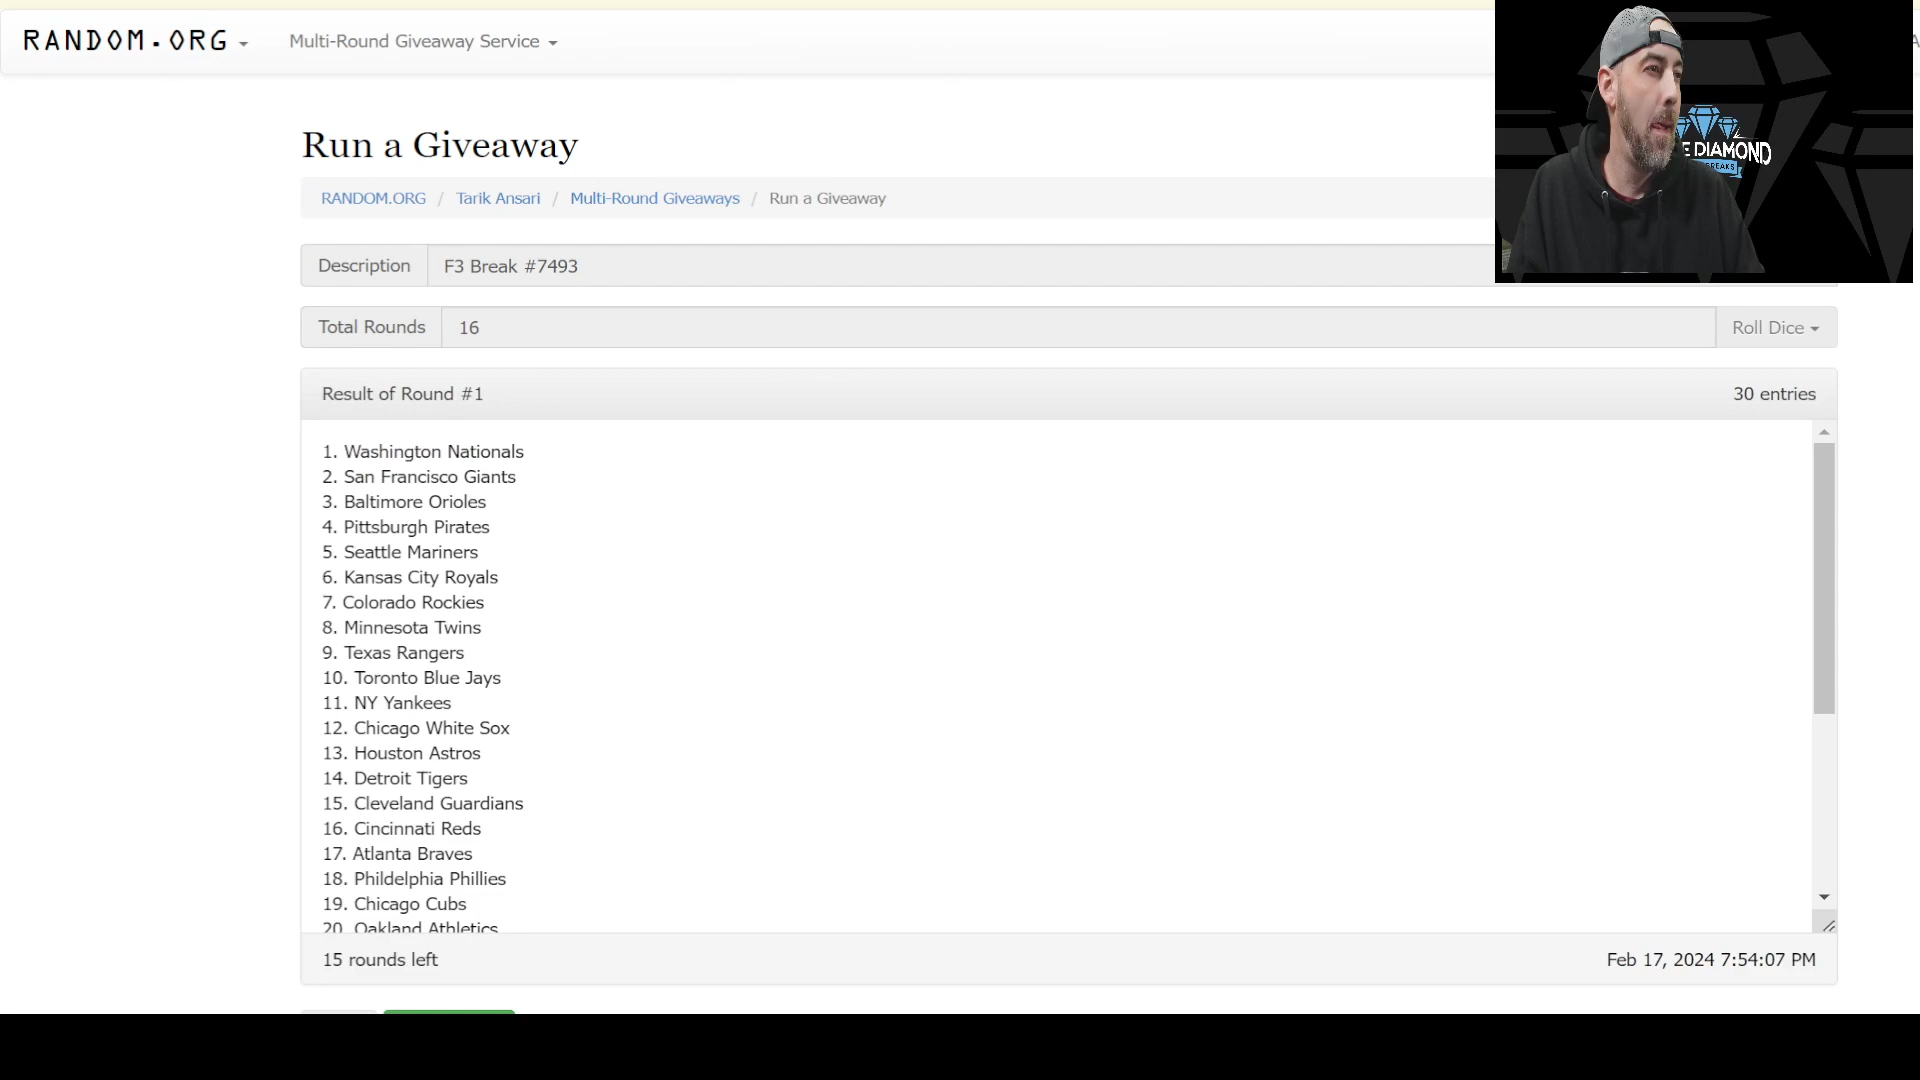 RANDOM.ORG
Multi-Round Giveaway Service
E DIAMOND
BREAKS
Run a Giveaway
RANDOM.ORG / Tarik Ansari / Multi-Round Giveaways / Run a Giveaway
Description F3 Break #7493
Total Rounds 16 Roll Dice
Result of Round #1 30 entries
1. Washington Nationals
2. San Francisco Giants
3. Baltimore Orioles
4. Pittsburgh Pirates
5. Seattle Mariners
6. Kansas City Royals
7. Colorado Rockies
8. Minnesota Twins
9. Texas Rangers
10. Toronto Blue Jays
11. NY Yankees
12. Chicago White Sox
13. Houston Astros
14. Detroit Tigers
15. Cleveland Guardians
16. Cincinnati Reds
17. Atlanta Braves
18. Phildelphia Phillies
19. Chicago Cubs
20. Oakland Athletics
15 rounds left Feb 17, 2024 7:54:07 PM